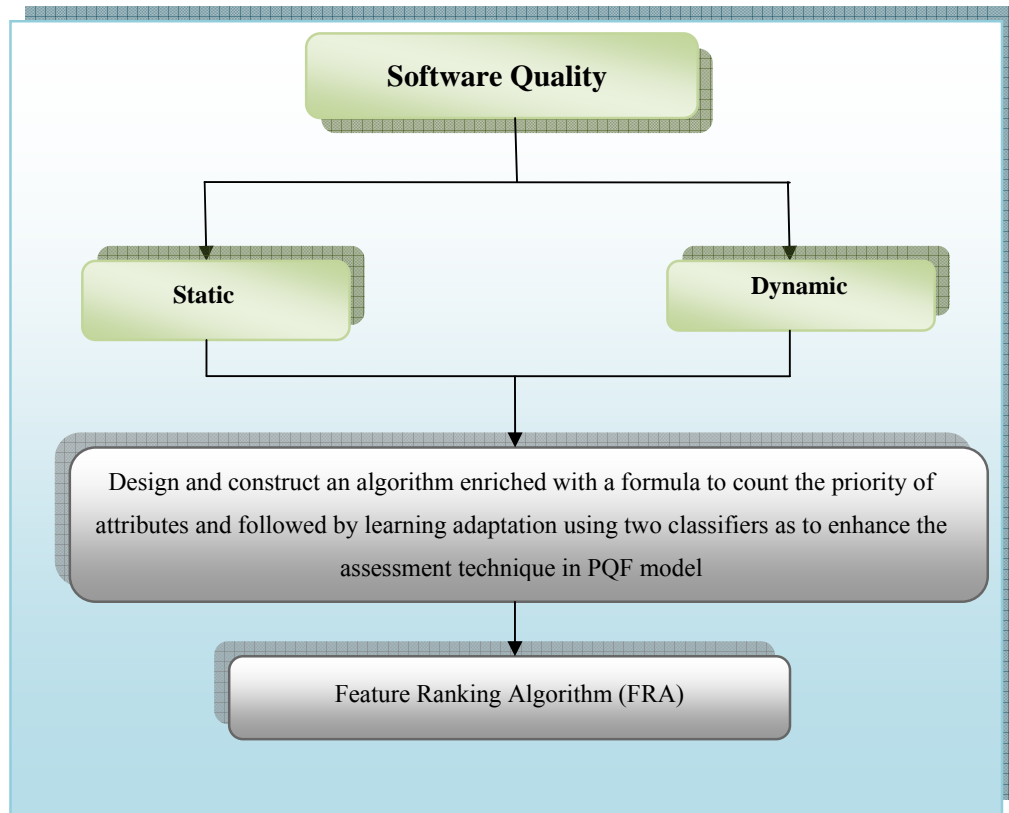 Software Quality
Static
Dynamic
Design and construct an algorithm enriched with a formula to count the priority of
attributes and followed by learning adaptation using two classifiers as to enhance the
assessment technique in PQF model
Feature Ranking Algorithm (FRA)